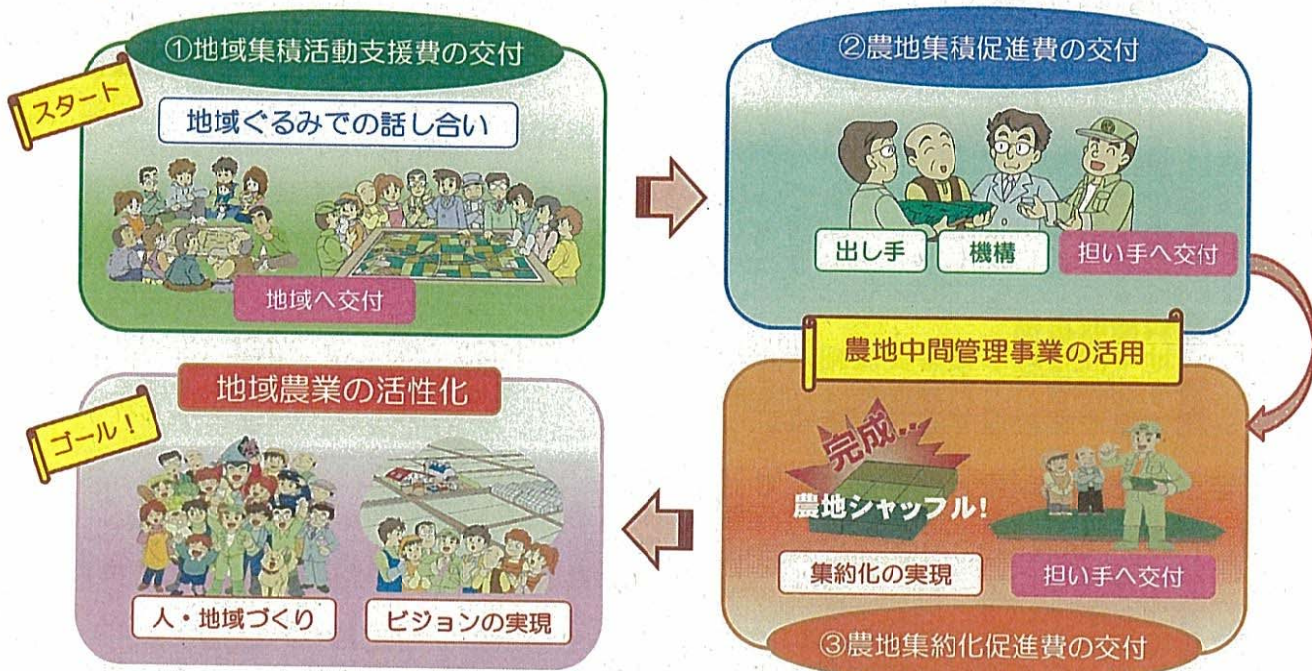 ①地域集積活動支援費の交付
スタート
地域ぐるみでの話し合い
地域へ交付
②農地集積促進費の交付
出し手
機構
担い手へ交付
農地中間管理事業の活用
完成…
農地シャッフル!
集約化の実現
担い手へ交付
③農地集約化促進費の交付
地域農業の活性化
ゴール!
人・地域づくり
ビジョンの実現